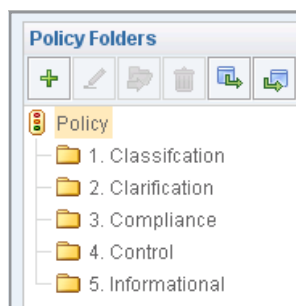 Policy Folders
Policy
1. Classifcation
2. Clarification
3. Compliance
4. Control
5. Informational